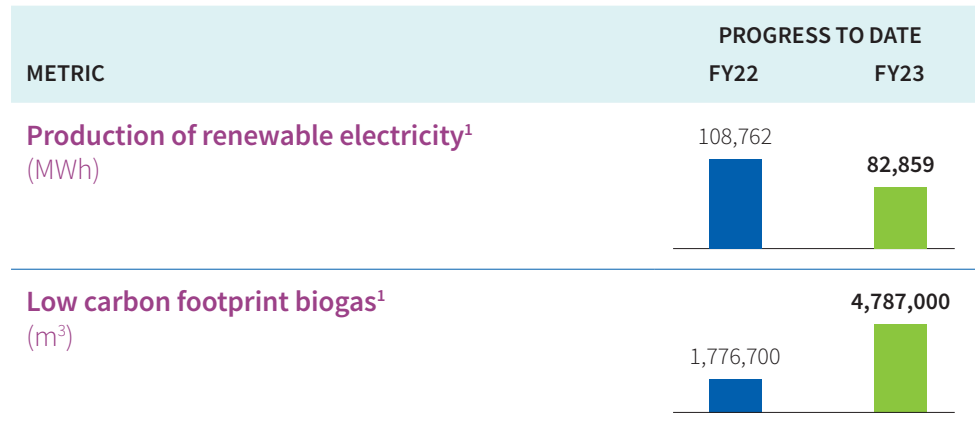 PROGRESS TO DATE
METRIC FY22 FY23
Production of renewable electricity¹
(MWh)
108,762
82,859
Low carbon footprint biogas¹
(m³)
4,787,000
1,776,700